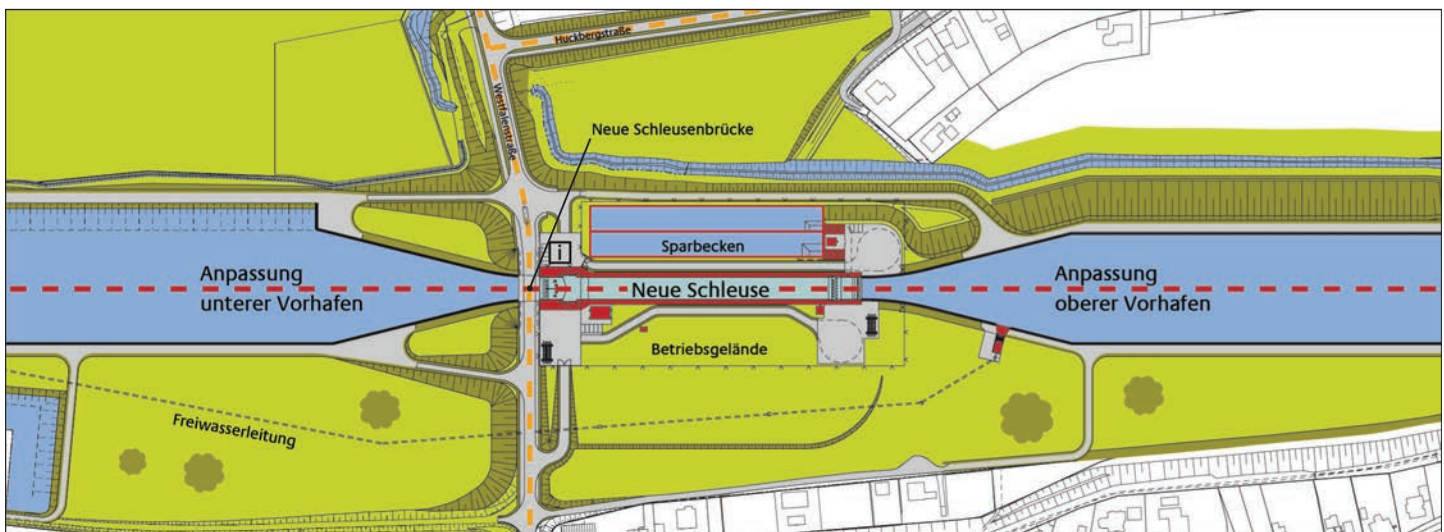 Huckbergstraße
Westfalenstraße
Neue Schleusenbrücke
i
Sparbecken
Anpassung
unterer Vorhafen
Neue Schleuse
Anpassung
oberer Vorhafen
Betriebsgelände
Freiwasserleitung